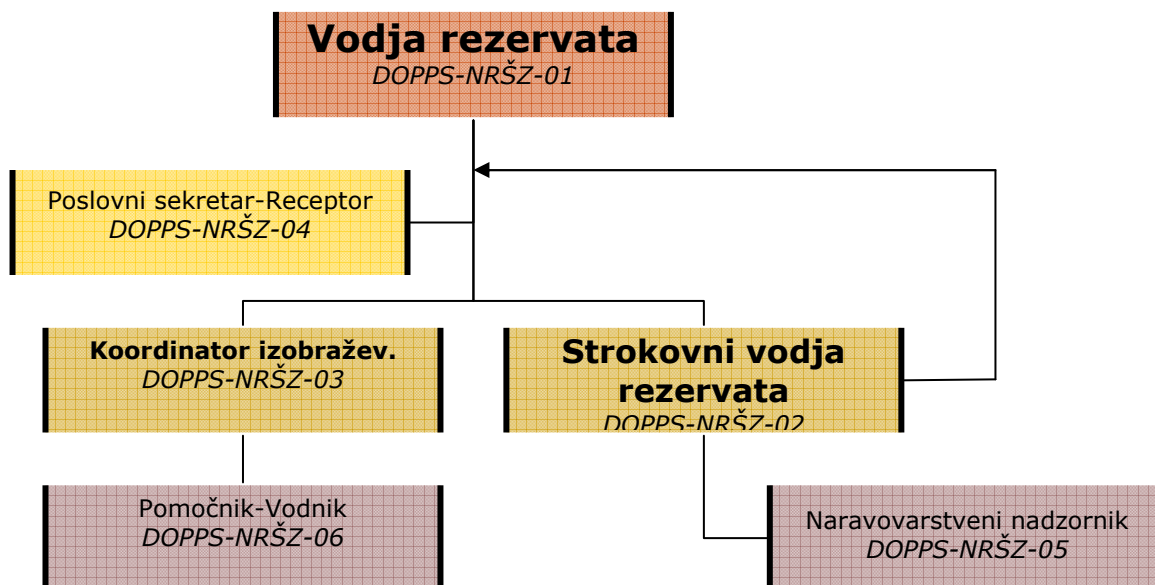 Vodja rezervata
DOPPS-NRŠZ-01
Poslovni sekretar-Receptor
DOPPS-NRŠZ-04
Koordinator izobražev.
DOPPS-NRŠZ-03
Strokovni vodja
rezervata
DOPPS-NRŠZ-02
Pomočnik-Vodnik
DOPPS-NRŠZ-06
Naravovarstveni nadzornik
DOPPS-NRŠZ-05